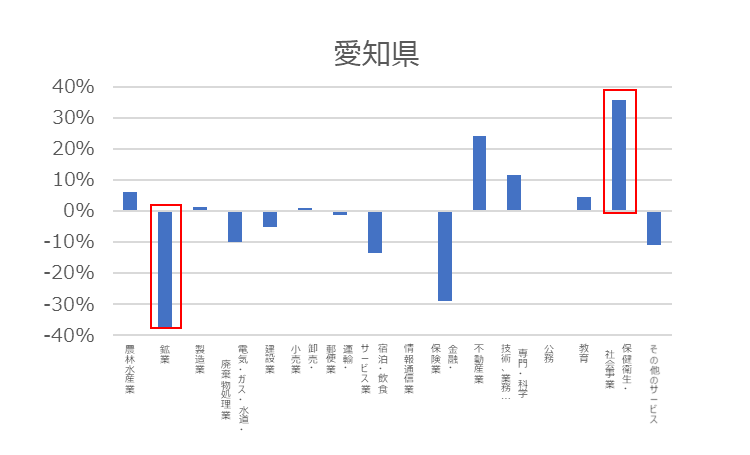 愛知県
40%
30%
20%
10%
0%
-10%
-20%
-30%
-40%
農林水産業
鉱業
製造業
電気・ガス・水道・
廃棄物処理業
建設業
卸売・
小売業
運輸・
郵便業
宿泊・飲食
サービス業
情報通信業
金融・
保険業
不動産業
専門・科学
技術、業務…
公務
教育
保健衛生・
社会事業
その他のサービス